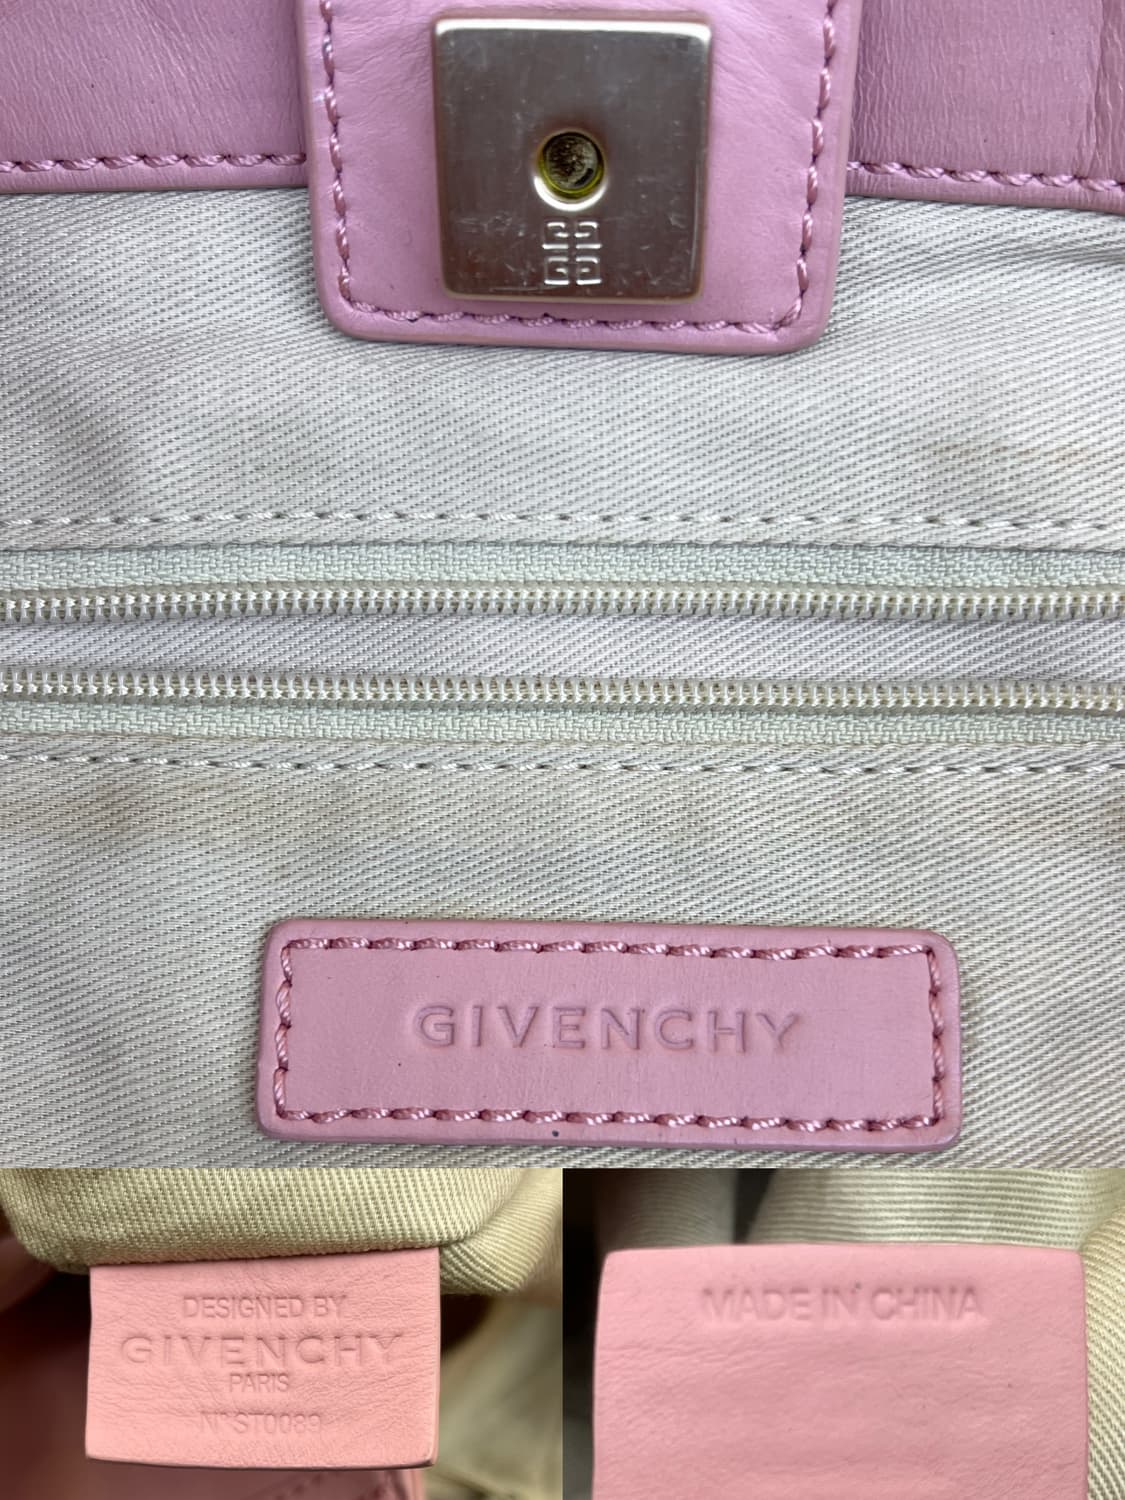 GIVENCHY
DESIGNED BY
GIVENCHY
PARIS
N° ST0089
MADE IN CHINA